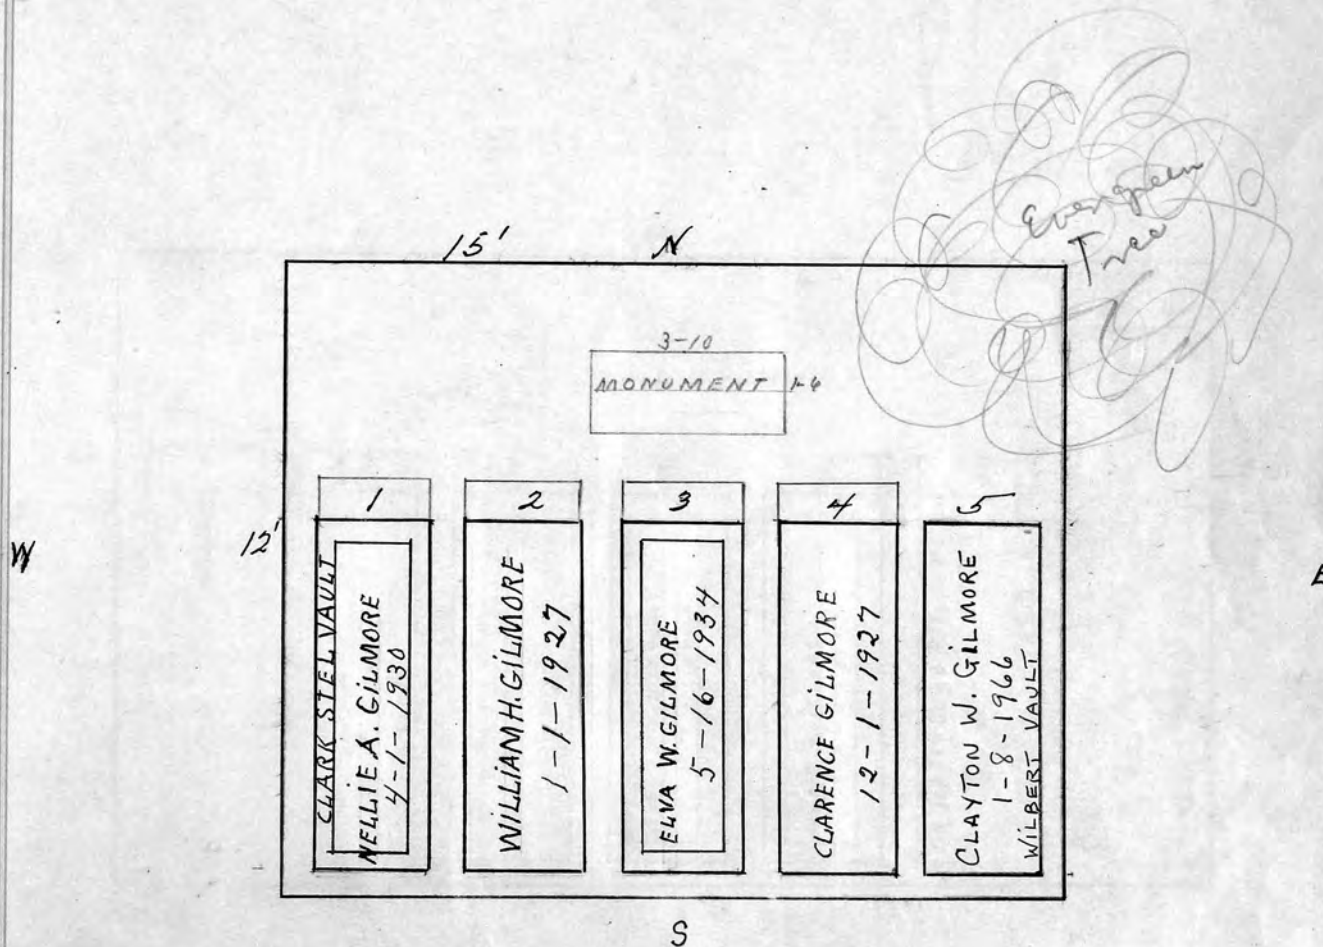 15' N
Evergreen
Tree
3-10
MONUMENT
W
12'
E
1
CLARK STEL VAULT
NELLIE A. GILMORE
4-1-1930
2
WILLIAM H. GILMORE
1-1-1927
3
ELVA W. GILMORE
5-16-1934
4
CLARENCE GILMORE
12-1-1927
5
CLAYTON W. GILMORE
1-8-1966
WILBERT VAULT
S